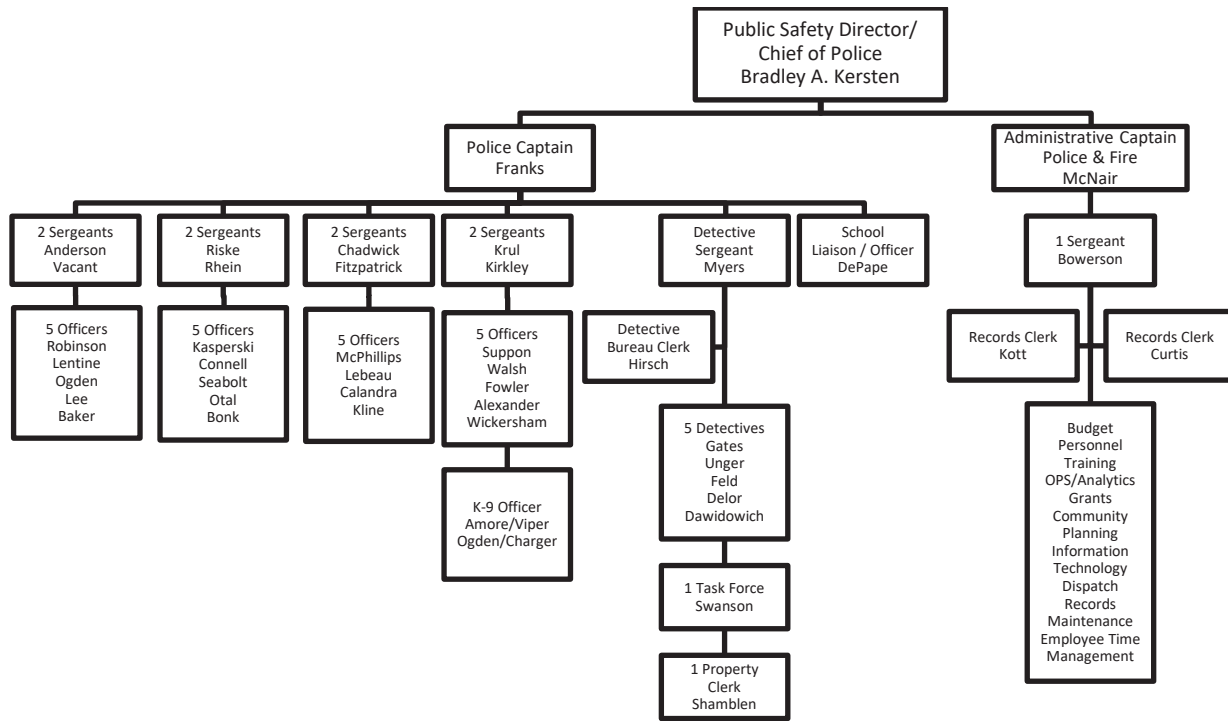 Public Safety Director/
Chief of Police
Bradley A. Kersten
Police Captain
Franks
Administrative Captain
Police & Fire
McNair
2 Sergeants
Anderson
Vacant
2 Sergeants
Riske
Rhein
2 Sergeants
Chadwick
Fitzpatrick
2 Sergeants
Krul
Kirkley
Detective
Sergeant
Myers
School
Liaison / Officer
DePape
1 Sergeant
Bowerson
5 Officers
Robinson
Lentine
Ogden
Lee
Baker
5 Officers
Kasperski
Connell
Seabolt
Otal
Bonk
5 Officers
McPhillips
Lebeau
Calandra
Kline
5 Officers
Suppon
Walsh
Fowler
Alexander
Wickersham
Detective
Bureau Clerk
Hirsch
Records Clerk
Kott
Records Clerk
Curtis
K-9 Officer
Amore/Viper
Ogden/Charger
5 Detectives
Gates
Unger
Feld
Delor
Dawidowich
1 Task Force
Swanson
1 Property
Clerk
Shamblen
Budget
Personnel
Training
OPS/Analytics
Grants
Community
Planning
Information
Technology
Dispatch
Records
Maintenance
Employee Time
Management